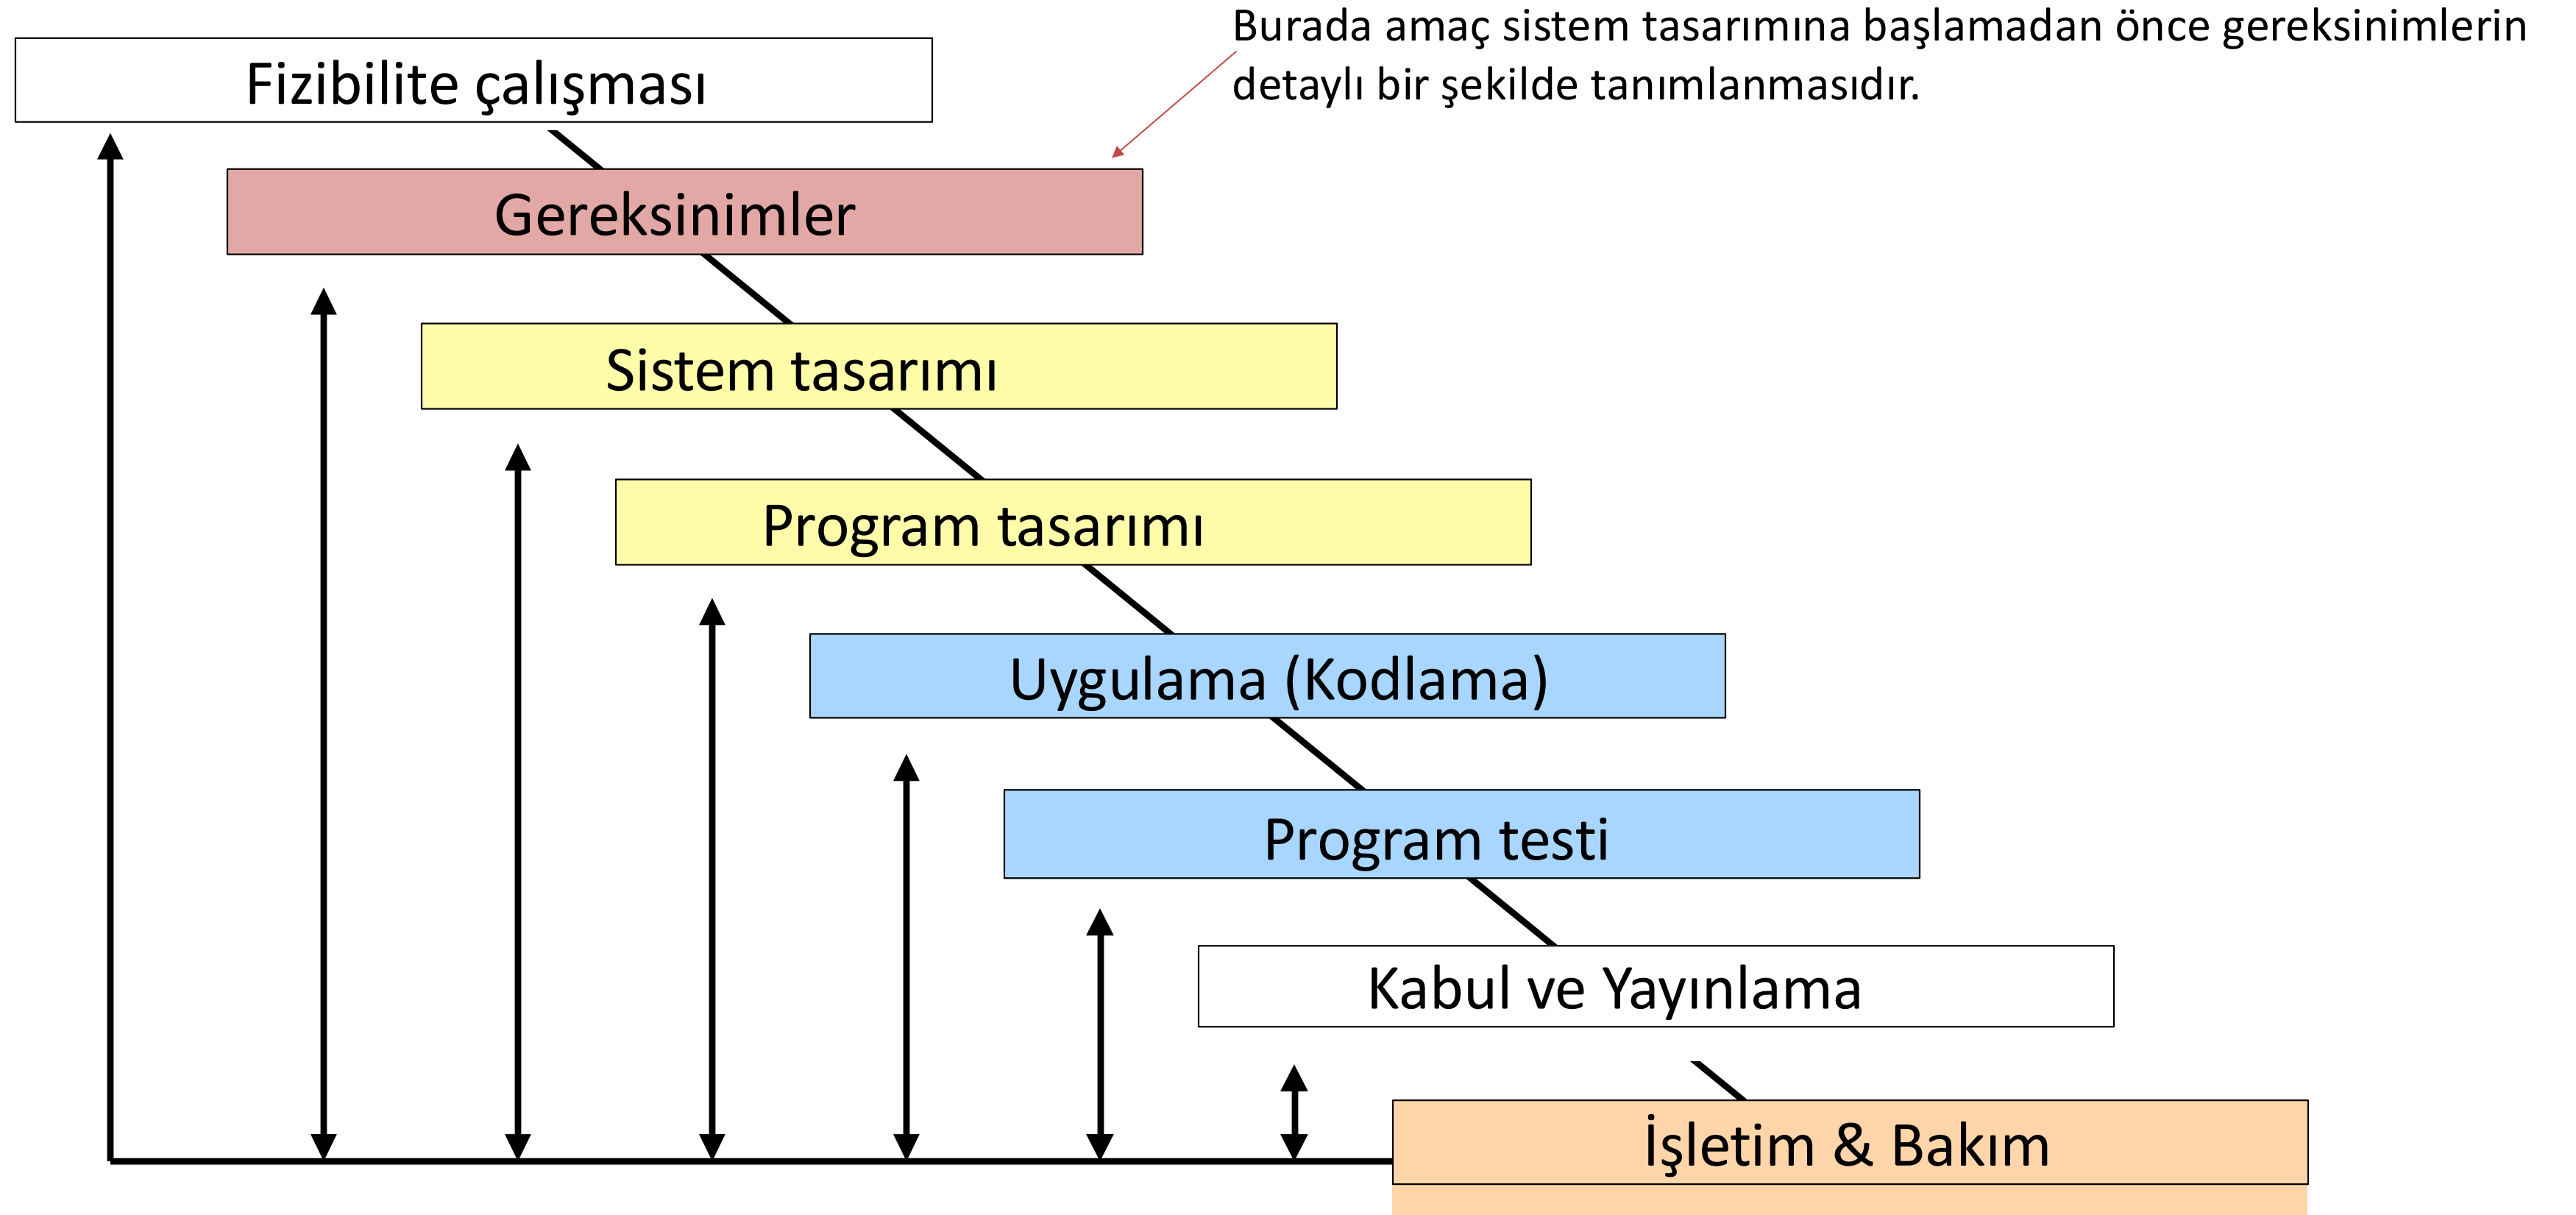 Burada amaç sistem tasarımına başlamadan önce gereksinimlerin
detaylı bir şekilde tanımlanmasıdır.
Fizibilite çalışması
Gereksinimler
Sistem tasarımı
Program tasarımı
Uygulama (Kodlama)
Program testi
Kabul ve Yayınlama
İşletim & Bakım